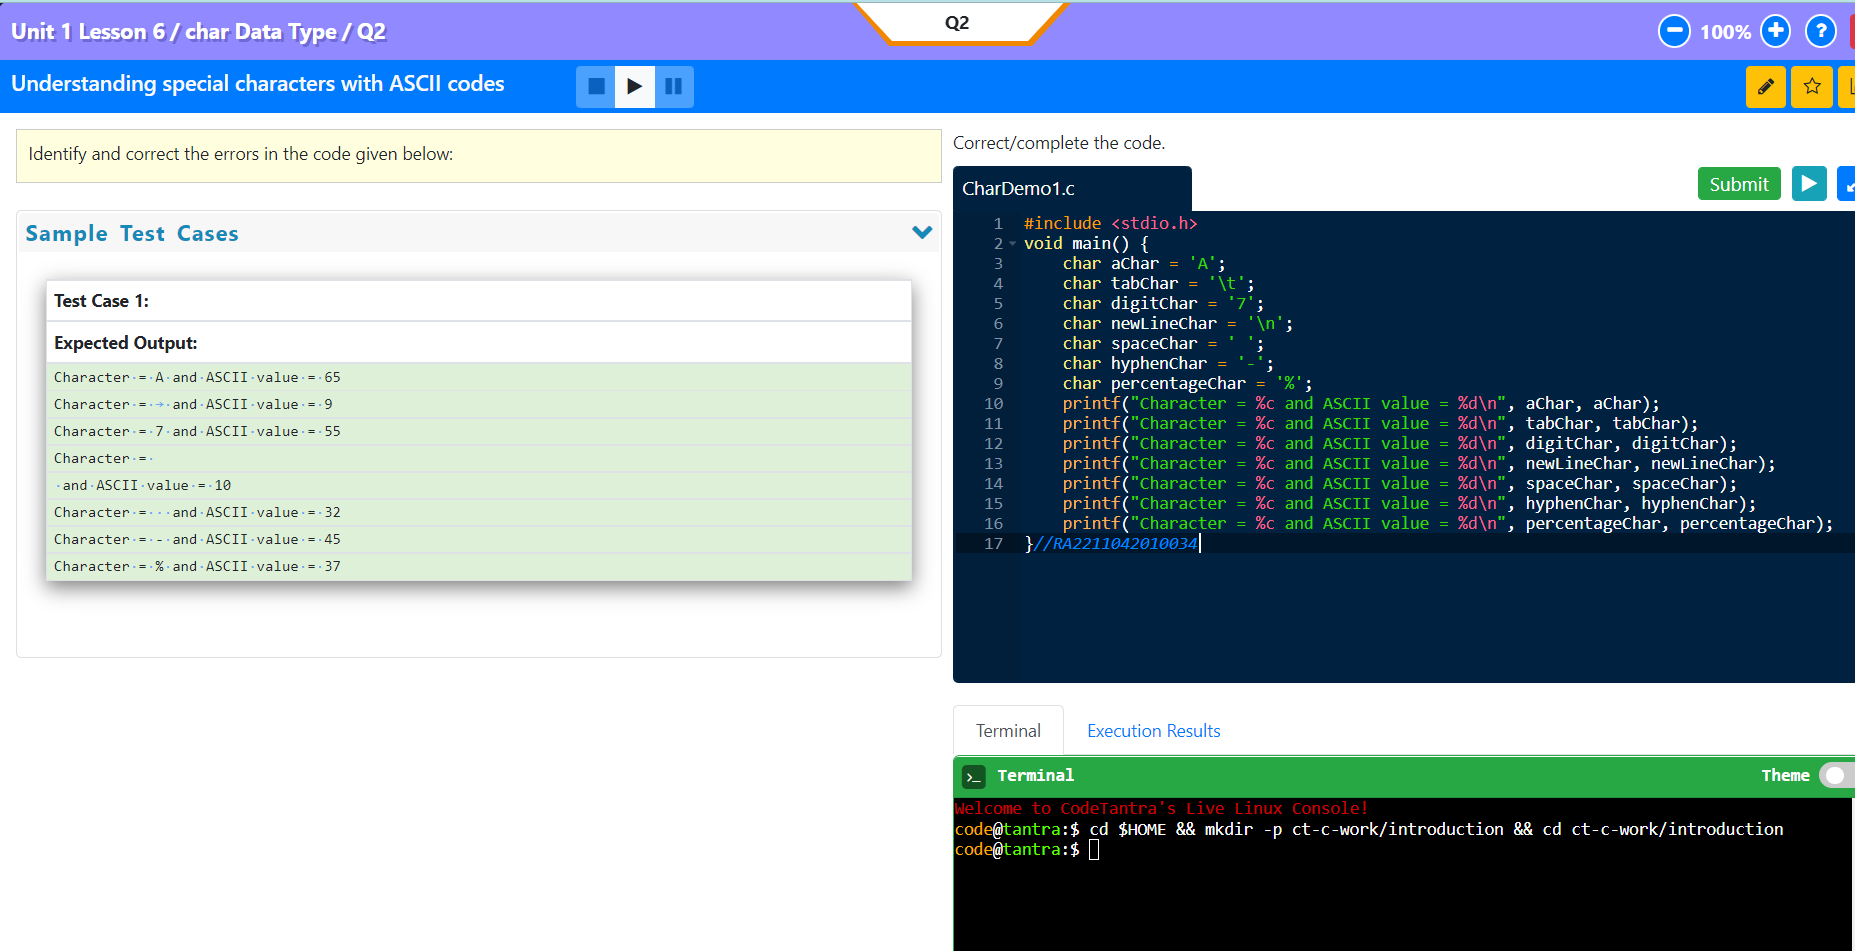 Unit 1 Lesson 6 / char Data Type / Q2
Q2
100%
?
Understanding special characters with ASCII codes
Identify and correct the errors in the code given below:
Sample Test Cases
Test Case 1:
Expected Output:
Character·=·A·and·ASCII·value·=·65
Character·=·→·and·ASCII·value·=·9
Character·=·7·and·ASCII·value·=·55
Character·=·
·and·ASCII·value·=·10
Character·=···and·ASCII·value·=·32
Character·=·-·and·ASCII·value·=·45
Character·=·%·and·ASCII·value·=·37
Correct/complete the code.
CharDemo1.c
Submit
1 #include <stdio.h>
2 void main() {
3 char aChar = 'A';
4 char tabChar = '\t';
5 char digitChar = '7';
6 char newLineChar = '\n';
7 char spaceChar = ' ';
8 char hyphenChar = '-';
9 char percentageChar = '%';
10 printf("Character = %c and ASCII value = %d\n", aChar, aChar);
11 printf("Character = %c and ASCII value = %d\n", tabChar, tabChar);
12 printf("Character = %c and ASCII value = %d\n", digitChar, digitChar);
13 printf("Character = %c and ASCII value = %d\n", newLineChar, newLineChar);
14 printf("Character = %c and ASCII value = %d\n", spaceChar, spaceChar);
15 printf("Character = %c and ASCII value = %d\n", hyphenChar, hyphenChar);
16 printf("Character = %c and ASCII value = %d\n", percentageChar, percentageChar);
17 }//RA2211042010034
Terminal
Execution Results
>_ Terminal
Theme
Welcome to CodeTantra's Live Linux Console!
code@tantra:$ cd $HOME && mkdir -p ct-c-work/introduction && cd ct-c-work/introduction
code@tantra:$